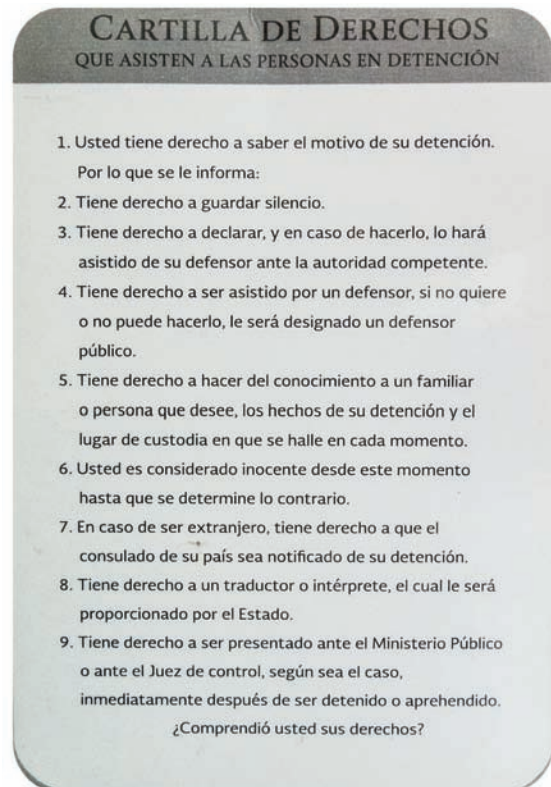 CARTILLA DE DERECHOS
QUE ASISTEN A LAS PERSONAS EN DETENCIÓN
1. Usted tiene derecho a saber el motivo de su detención.
Por lo que se le informa:
2. Tiene derecho a guardar silencio.
3. Tiene derecho a declarar, y en caso de hacerlo, lo hará
asistido de su defensor ante la autoridad competente.
4. Tiene derecho a ser asistido por un defensor, si no quiere
o no puede hacerlo, le será designado un defensor
público.
5. Tiene derecho a hacer del conocimiento a un familiar
o persona que desee, los hechos de su detención y el
lugar de custodia en que se halle en cada momento.
6. Usted es considerado inocente desde este momento
hasta que se determine lo contrario.
7. En caso de ser extranjero, tiene derecho a que el
consulado de su país sea notificado de su detención.
8. Tiene derecho a un traductor o intérprete, el cual le será
proporcionado por el Estado.
9. Tiene derecho a ser presentado ante el Ministerio Público
o ante el Juez de control, según sea el caso,
inmediatamente después de ser detenido o aprehendido.
¿Comprendió usted sus derechos?